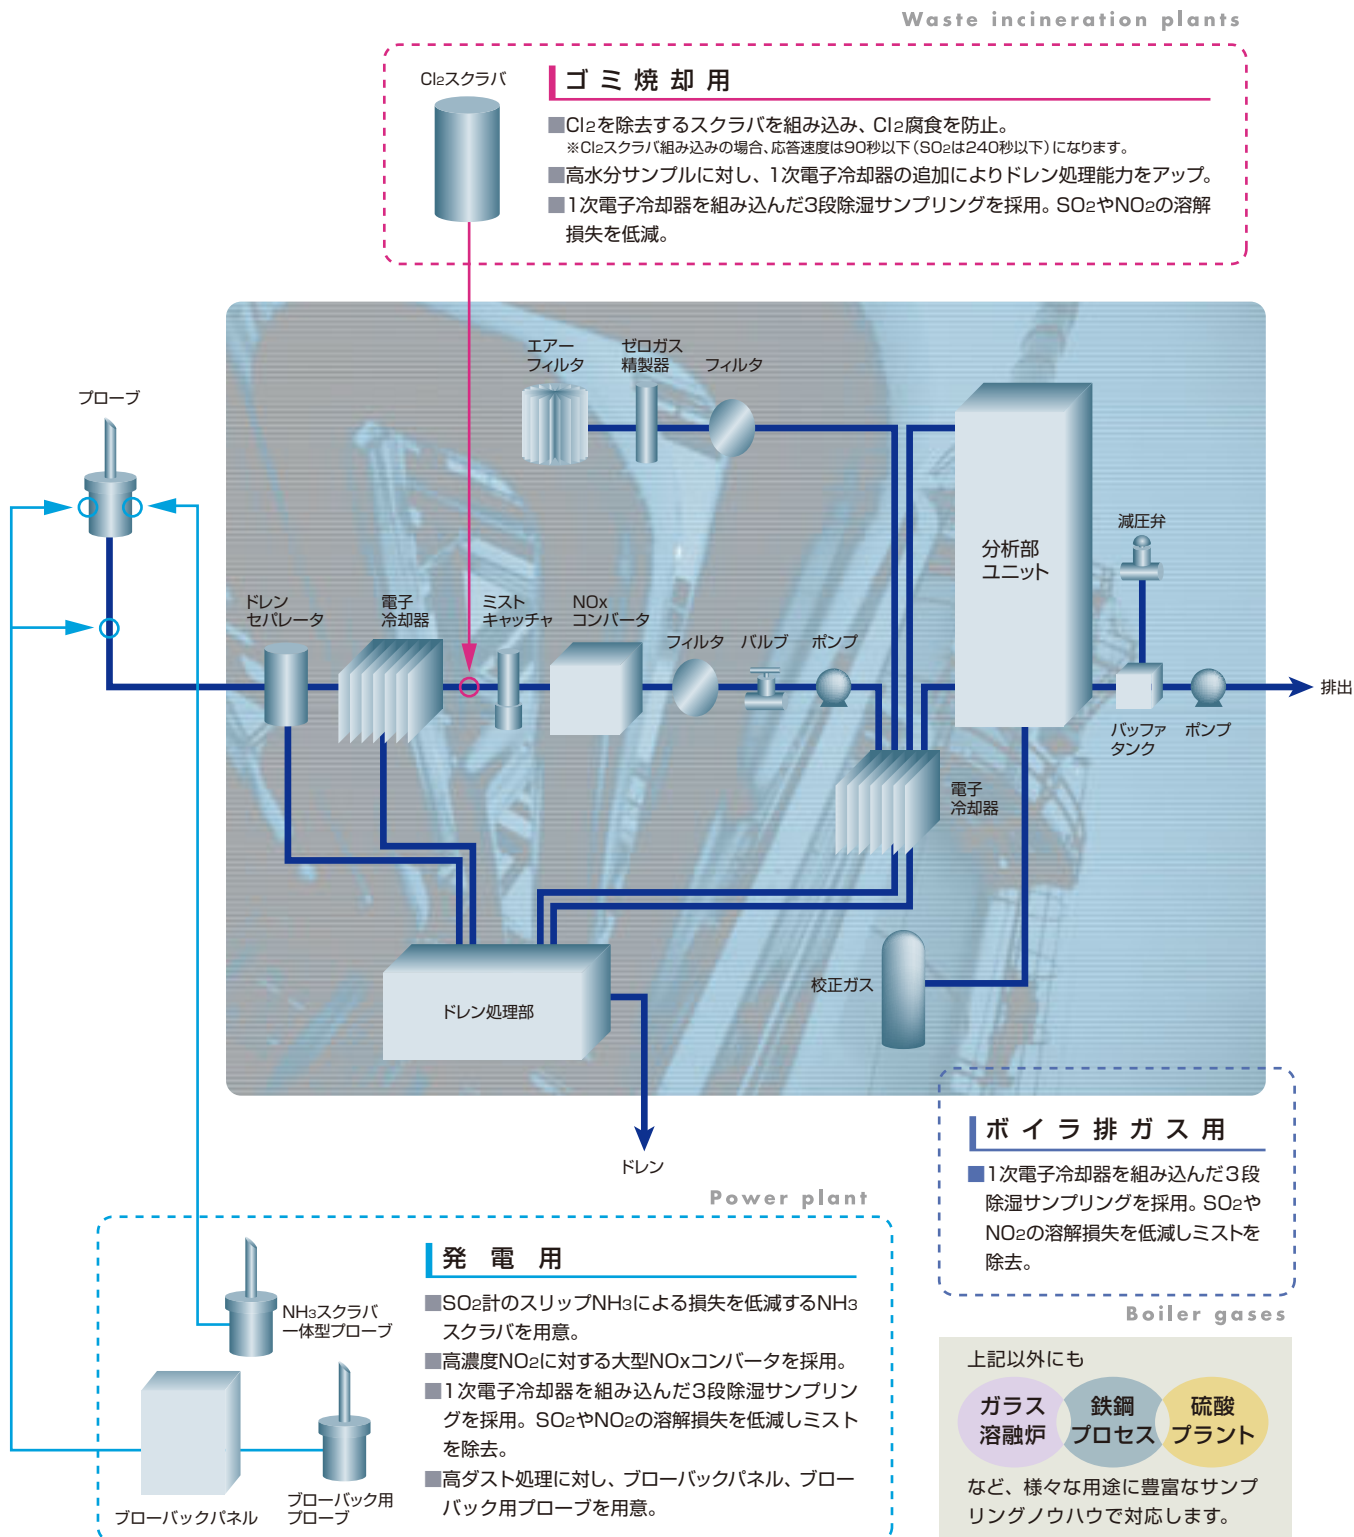 Waste incineration plants
Cl2スクラバ
ゴミ焼却用
■Cl2を除去するスクラバを組み込み、Cl2腐食を防止。
※Cl2スクラバ組み込みの場合、応答速度は90秒以下(SO2は240秒以下)になります。
■高水分サンプルに対し、1次電子冷却器の追加によりドレン処理能力をアップ。
■1次電子冷却器を組み込んだ3段除湿サンプリングを採用。SO2やNO2の溶解
損失を低減。
エアー
フィルタ
ゼロガス
精製器
フィルタ
プローブ
分析部
ユニット
減圧弁
ドレン
セパレータ
電子
冷却器
ミスト
キャッチャ
NOx
コンバータ
フィルタ
バルブ
ポンプ
排出
バッファ
タンク
ポンプ
電子
冷却器
校正ガス
ドレン処理部
ドレン
ボイラ排ガス用
■1次電子冷却器を組み込んだ3段
除湿サンプリングを採用。SO2や
NO2の溶解損失を低減しミストを
除去。
Boiler gases
Power plant
発電用
■SO2計のスリップNH3による損失を低減するNH3
スクラバを用意。
■高濃度NO2に対する大型NOxコンバータを採用。
■1次電子冷却器を組み込んだ3段除湿サンプリン
グを採用。SO2やNO2の溶解損失を低減しミスト
を除去。
■高ダスト処理に対し、ブローバックパネル、ブロー
バック用プローブを用意。
NH3スクラバ
一体型プローブ
ブローバックパネル
ブローバック用
プローブ
上記以外にも
ガラス
溶融炉
鉄鋼
プロセス
硫酸
プラント
など、様々な用途に豊富なサンプ
リングノウハウで対応します。